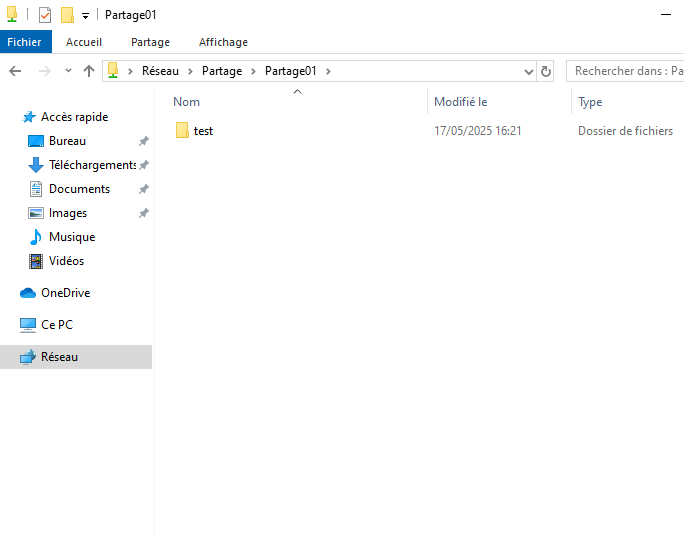 Partage01
Fichier Accueil Partage Affichage
Réseau Partage Partage01 Rechercher dans : Pa
Nom Modifié le Type
Accès rapide
test 17/05/2025 16:21 Dossier de fichiers
Bureau
Téléchargements
Documents
Images
Musique
Vidéos
OneDrive
Ce PC
Réseau